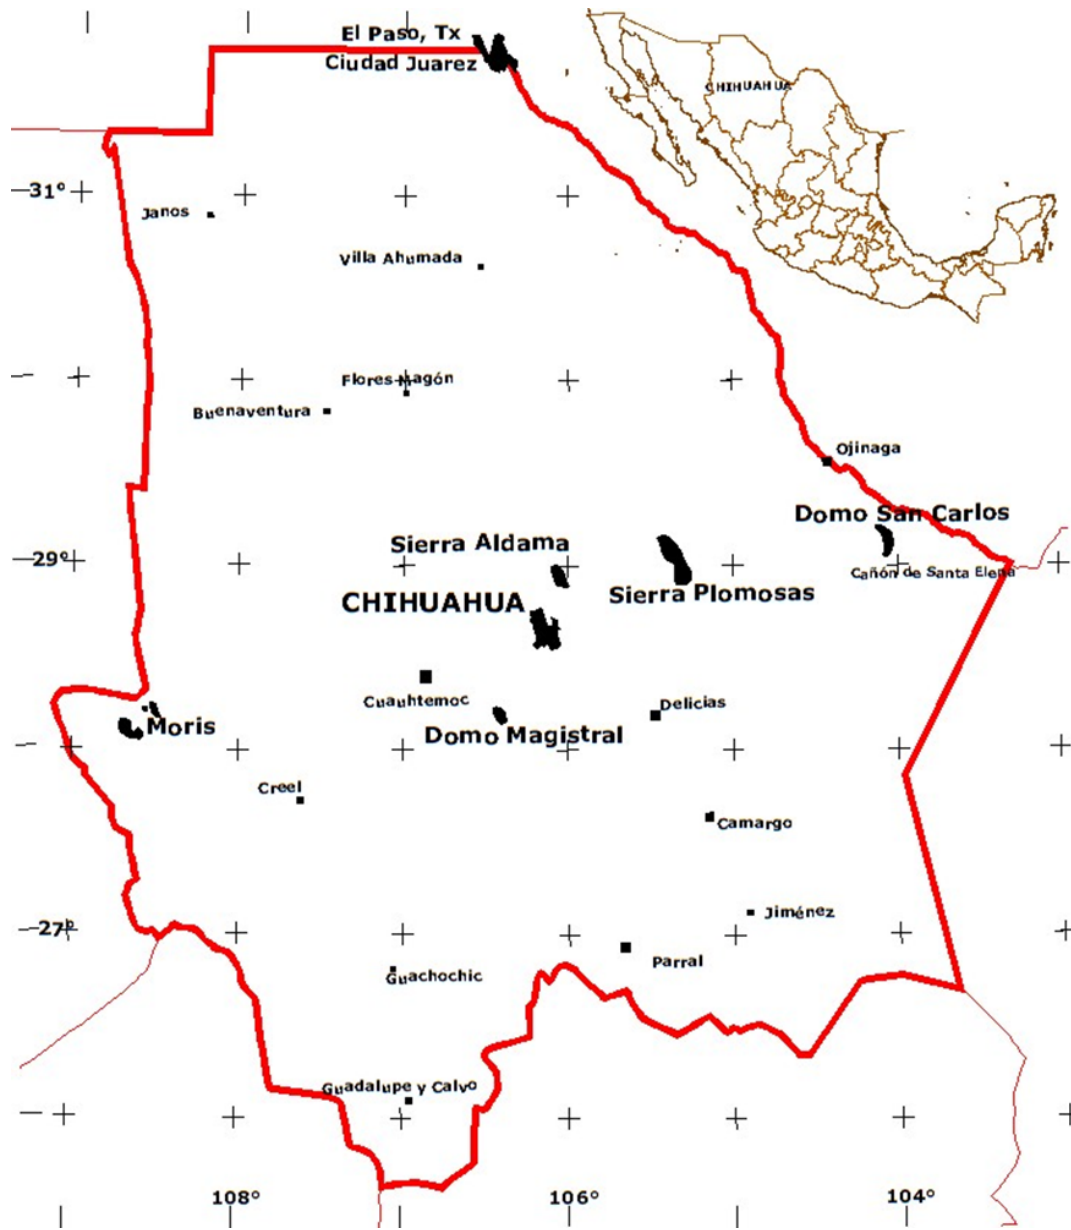 El Paso, Tx
Ciudad Juarez
CHIHUAHUA
31°
Janos
Villa Ahumada
Flores Magón
Buenaventura
Ojinaga
Domo San Carlos
Sierra Aldama
29°
Cañón de Santa Elena
Sierra Plomosas
CHIHUAHUA
Cuauhtemoc
Delicias
Moris
Domo Magistral
Creel
Camargo
Jiménez
27°
Parral
Guachochic
Guadalupe y Calvo
108°
106°
104°